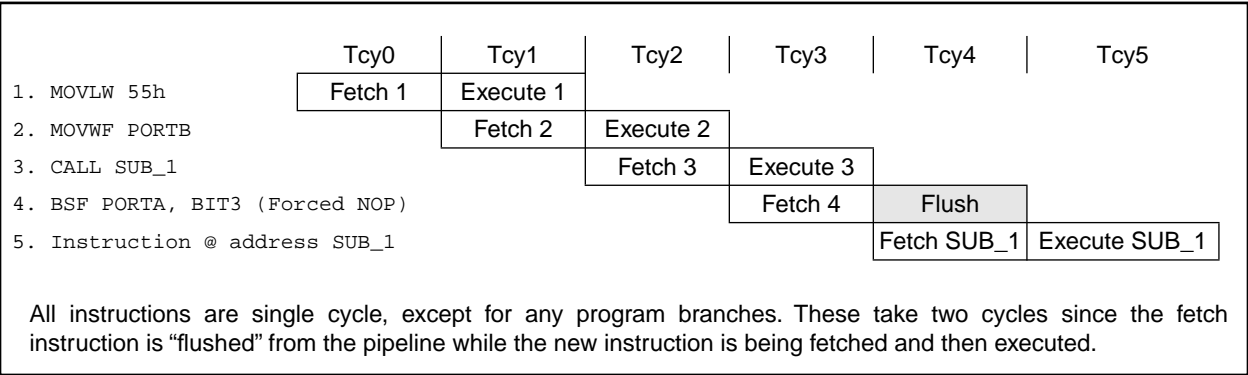 Tcy0 Tcy1 Tcy2 Tcy3 Tcy4 Tcy5
1. MOVLW 55h Fetch 1 Execute 1
2. MOVWF PORTB Fetch 2 Execute 2
3. CALL SUB_1 Fetch 3 Execute 3
4. BSF PORTA, BIT3 (Forced NOP) Fetch 4 Flush
5. Instruction @ address SUB_1 Fetch SUB_1 Execute SUB_1
All instructions are single cycle, except for any program branches. These take two cycles since the fetch
instruction is “flushed” from the pipeline while the new instruction is being fetched and then executed.